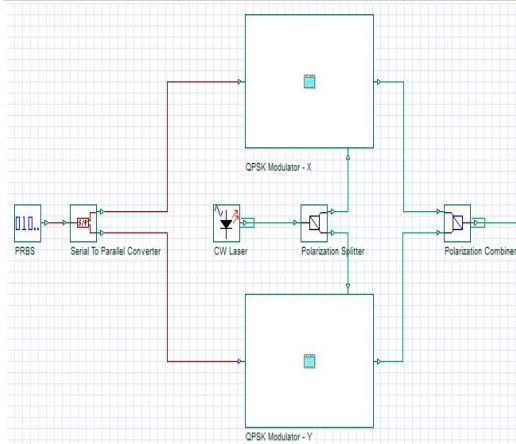 QPSK Modulator - X
010..
S/P
PRBS
Serial To Parallel Converter
CW Laser
Polarization Splitter
Polarization Combiner
QPSK Modulator - Y